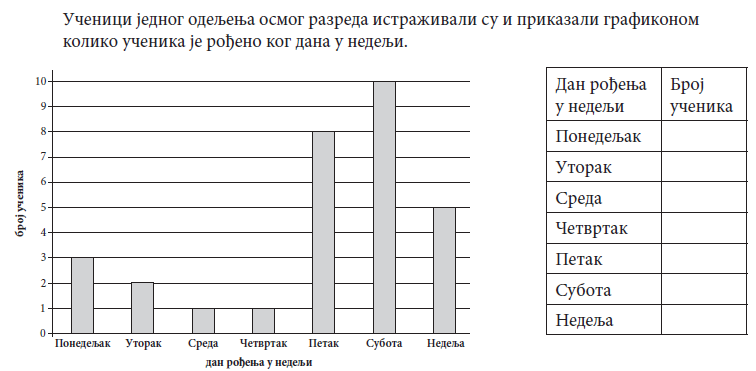 Ученици једног одељења осмог разреда истраживали су и приказали графиконом
колико ученика је рођено ког дана у недељи.
број ученика
10
9
8
7
6
5
4
3
2
1
0
Понедељак Уторак Среда Четвртак Петак Субота Недеља
дан рођења у недељи
Дан рођења Број
у недељи ученика
Понедељак
Уторак
Среда
Четвртак
Петак
Субота
Недеља